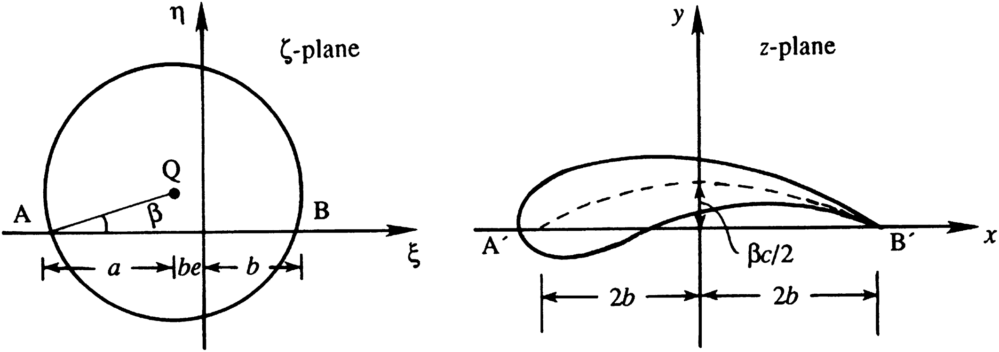 η
ζ-plane
Q
A
β
B
ξ
a
be
b
y
z-plane
A´
B´
x
βc/2
2b
2b